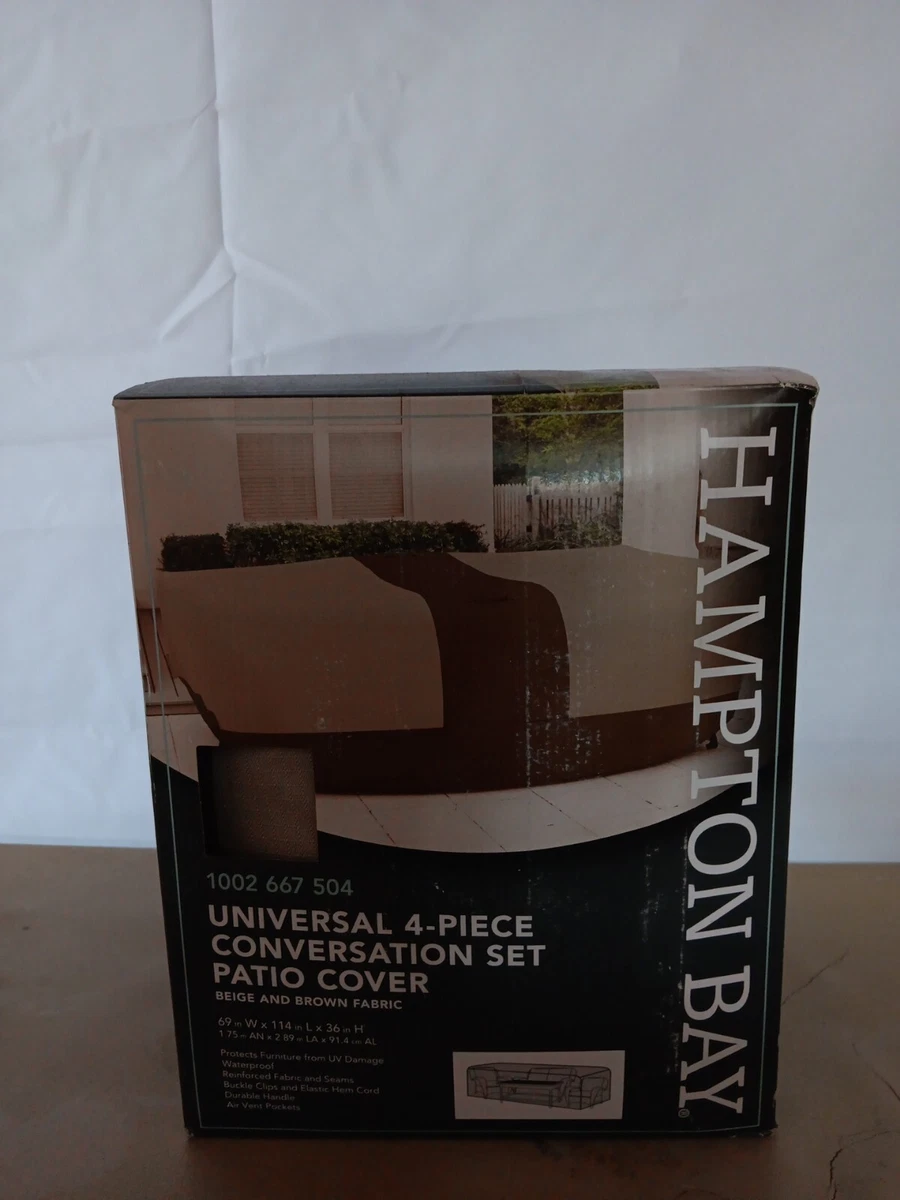 HAMPTON BAY®
1002 667 504
UNIVERSAL 4-PIECE
CONVERSATION SET
PATIO COVER
BEIGE AND BROWN FABRIC
69 in W x 114 in L x 36 in H
1.75 m AN x 2.89 m LA x 91.4 cm AL
Protects Furniture from UV Damage
Waterproof
Reinforced Fabric and Seams
Buckle Clips and Elastic Hem Cord
Durable Handle
Air Vent Pockets